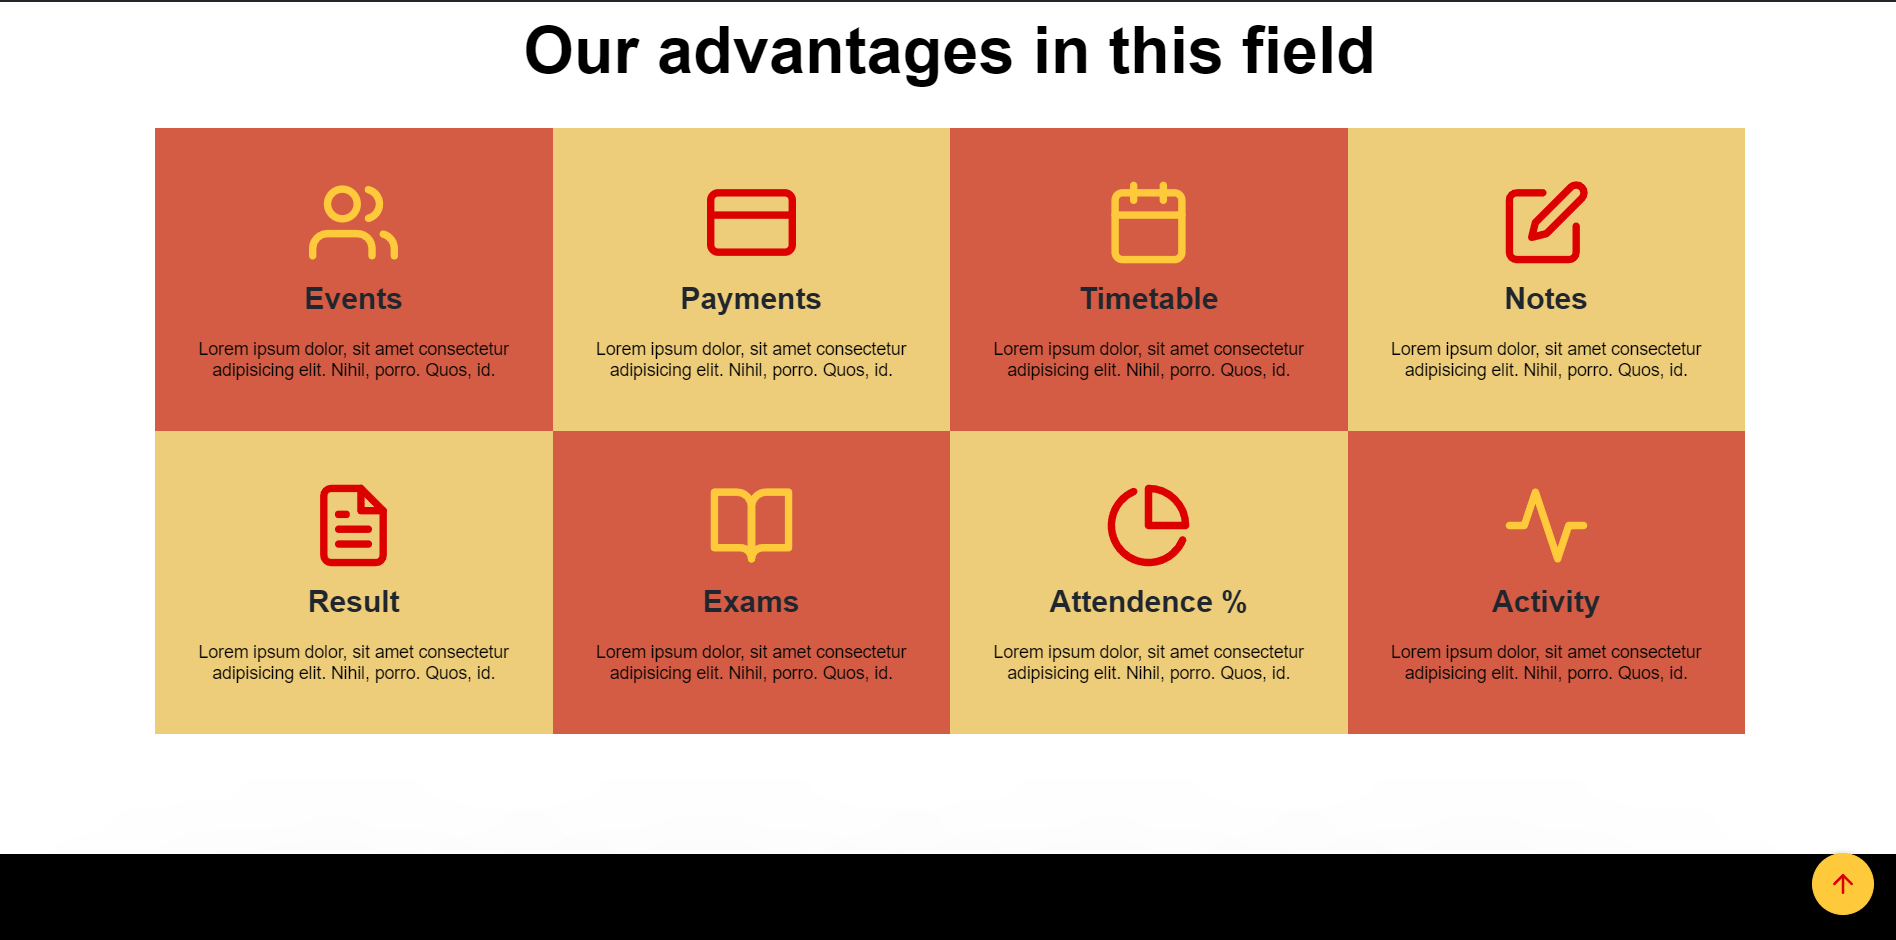 Our advantages in this field
Events
Lorem ipsum dolor, sit amet consectetur
adipisicing elit. Nihil, porro. Quos, id.
Payments
Lorem ipsum dolor, sit amet consectetur
adipisicing elit. Nihil, porro. Quos, id.
Timetable
Lorem ipsum dolor, sit amet consectetur
adipisicing elit. Nihil, porro. Quos, id.
Notes
Lorem ipsum dolor, sit amet consectetur
adipisicing elit. Nihil, porro. Quos, id.
Result
Lorem ipsum dolor, sit amet consectetur
adipisicing elit. Nihil, porro. Quos, id.
Exams
Lorem ipsum dolor, sit amet consectetur
adipisicing elit. Nihil, porro. Quos, id.
Attendence %
Lorem ipsum dolor, sit amet consectetur
adipisicing elit. Nihil, porro. Quos, id.
Activity
Lorem ipsum dolor, sit amet consectetur
adipisicing elit. Nihil, porro. Quos, id.